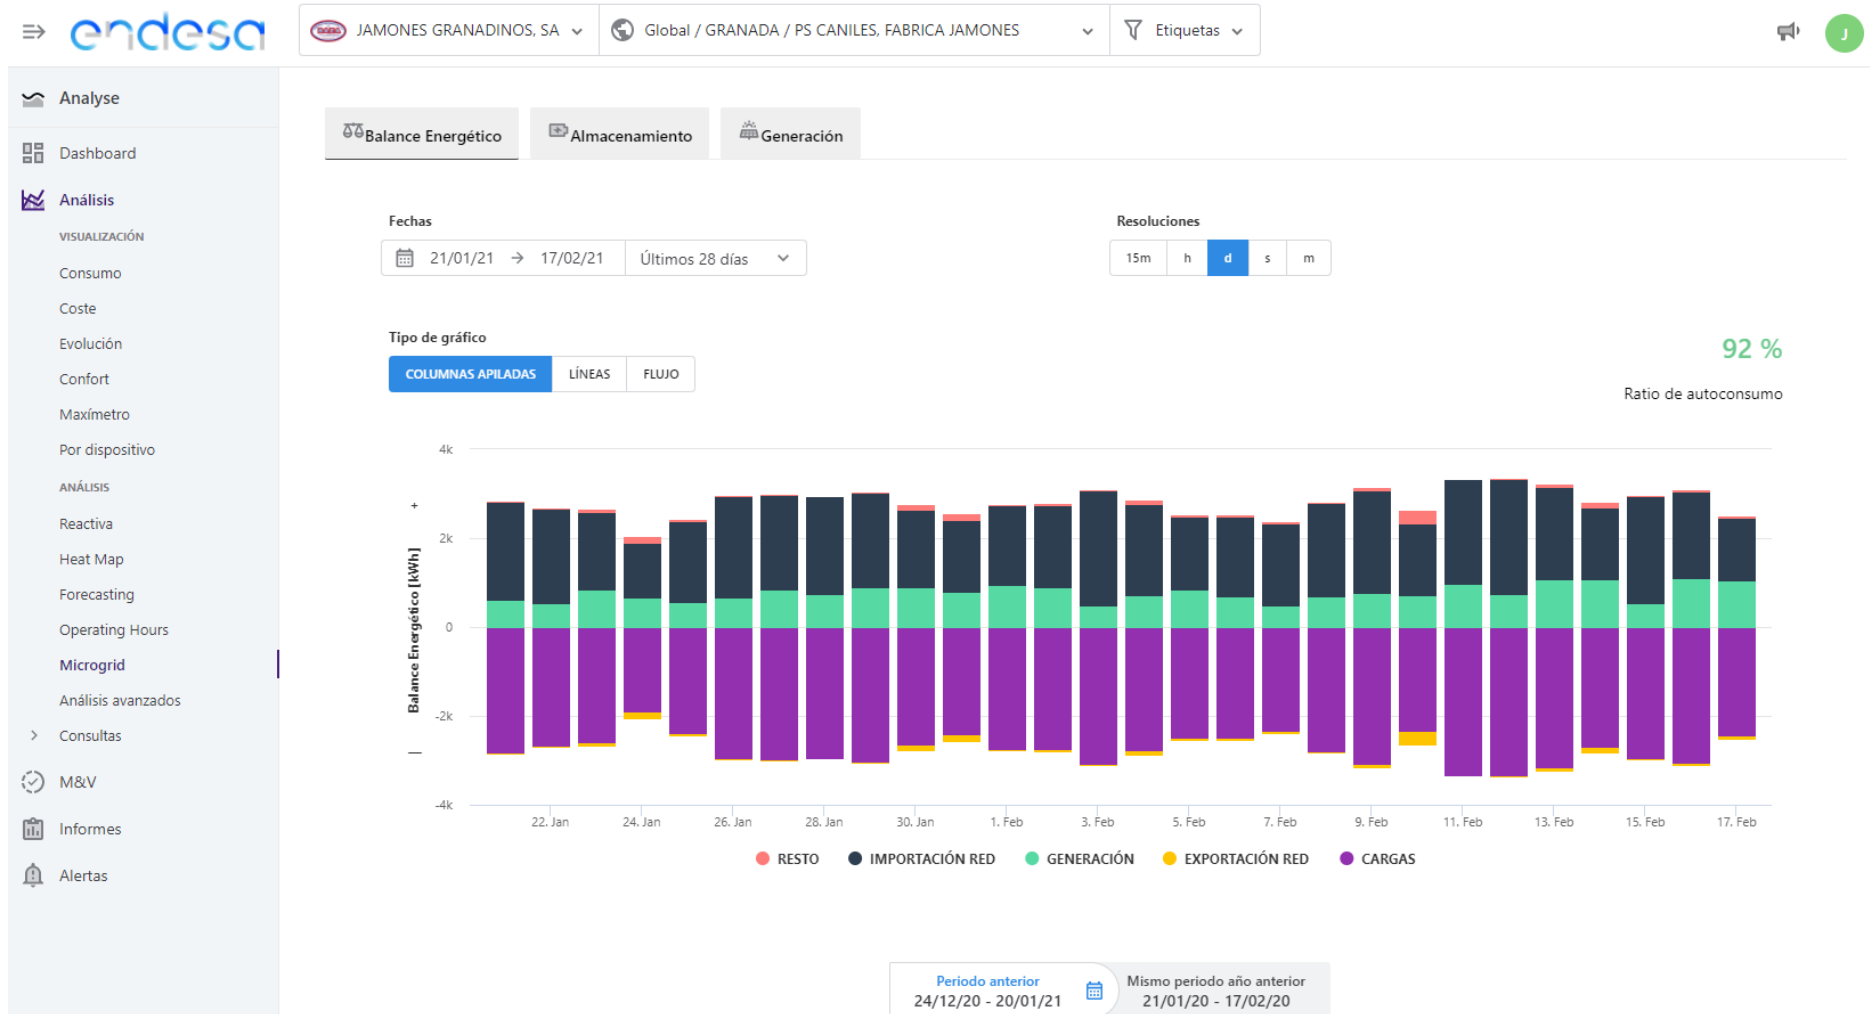 endesa
JAMONES GRANADINOS, SA
Global / GRANADA / PS CANILES, FABRICA JAMONES
Etiquetas
J
Analyse
Dashboard
Análisis
VISUALIZACIÓN
Consumo
Coste
Evolución
Confort
Maxímetro
Por dispositivo
ANÁLISIS
Reactiva
Heat Map
Forecasting
Operating Hours
Microgrid
Análisis avanzados
Consultas
M&V
Informes
Alertas
Balance Energético
Almacenamiento
Generación
Fechas
21/01/21 → 17/02/21
Últimos 28 días
Resoluciones
15m h d s m
Tipo de gráfico
COLUMNAS APILADAS LÍNEAS FLUJO
92 %
Ratio de autoconsumo
Balance Energético [kWh]
+
—
4k
2k
0
-2k
-4k
22. Jan 24. Jan 26. Jan 28. Jan 30. Jan 1. Feb 3. Feb 5. Feb 7. Feb 9. Feb 11. Feb 13. Feb 15. Feb 17. Feb
RESTO IMPORTACIÓN RED GENERACIÓN EXPORTACIÓN RED CARGAS
Periodo anterior
24/12/20 - 20/01/21
Mismo periodo año anterior
21/01/20 - 17/02/20